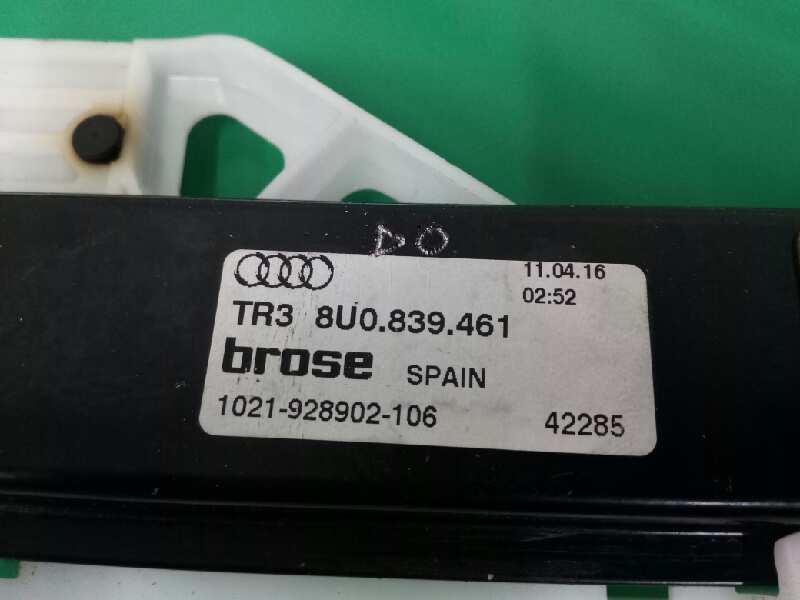 DO
11.04.16
02:52
TR3 8U0.839.461
brose SPAIN
1021-928902-106 42285